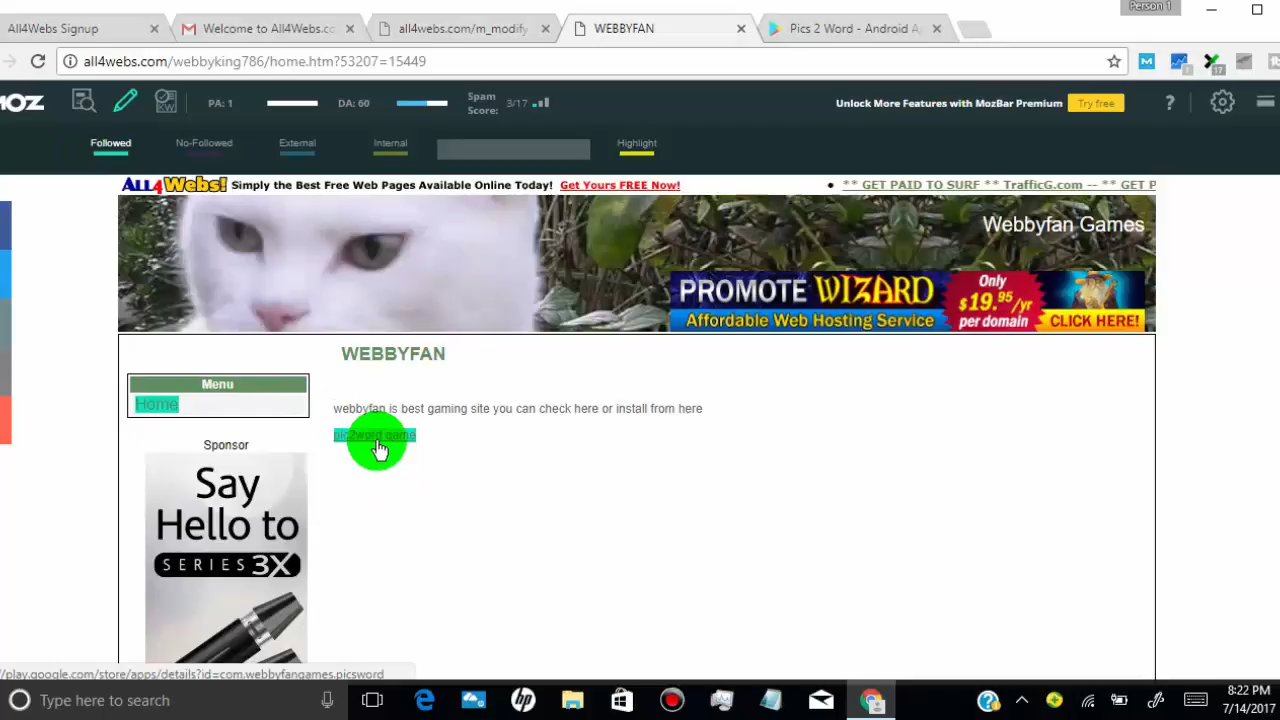 Person 1
All4Webs Signup
Welcome to All4Webs.co
all4webs.com/m_modify
WEBBYFAN
Pics 2 Word - Android A
all4webs.com/webbyking786/home.htm?53207=15449
17
MOZ
PA: 1
DA: 60
Spam
Score:
3/17
Unlock More Features with MozBar Premium
Try free
?
Followed
No-Followed
External
Internal
Highlight
All4Webs! Simply the Best Free Web Pages Available Online Today! Get Yours FREE Now!
** GET PAID TO SURF ** TrafficG.com -- ** GET P
Webbyfan Games
PROMOTE WIZARD
Affordable Web Hosting Service
Only
$19.95/yr
per domain
CLICK HERE!
WEBBYFAN
Menu
Home
webbyfan is best gaming site you can check here or install from here
pic2word game
Sponsor
Say
Hello to
SERIES 3X
//play.google.com/store/apps/details?id=com.webbyfangames.picsword
Type here to search
8:22 PM
7/14/2017